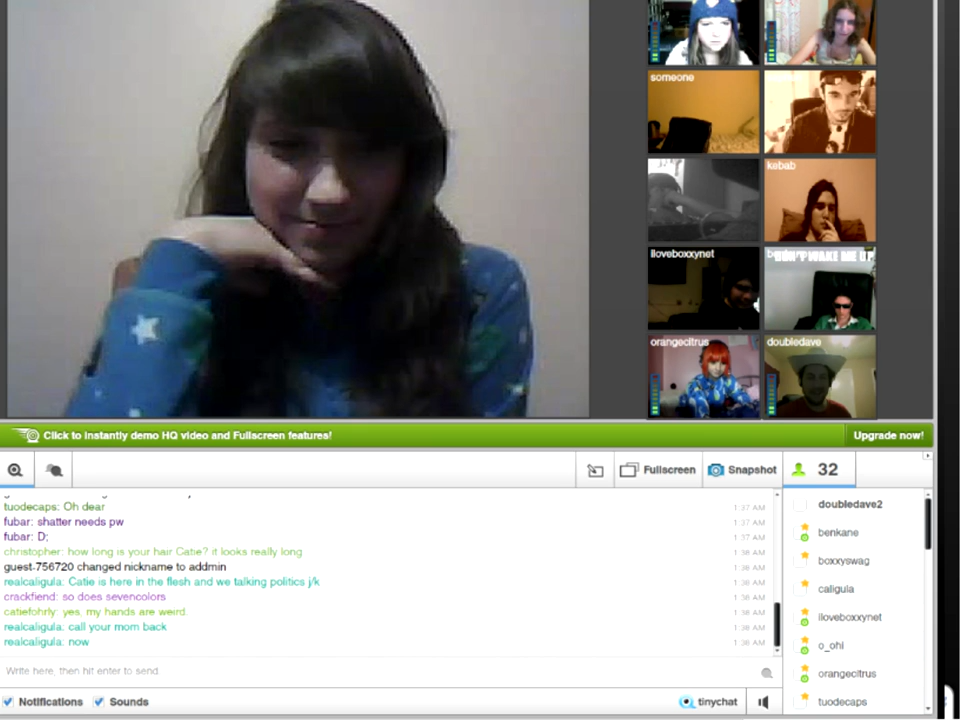 someone
kebab
iloveboxxynet
DON'T WAKE ME UP
orangecitrus
doubledave
Click to instantly demo HQ video and Fullscreen features!
Upgrade now!
Fullscreen
Snapshot
32
tuodecaps: Oh dear
1:37 AM
fubar: shatter needs pw
1:37 AM
fubar: D;
1:37 AM
christopher: how long is your hair Catie? it looks really long
1:38 AM
guest-756720 changed nickname to addmin
1:38 AM
realcaligula: Catie is here in the flesh and we talking politics j/k
1:38 AM
crackfiend: so does sevencolors
1:38 AM
catiefohrly: yes, my hands are weird.
1:38 AM
realcaligula: call your mom back
1:38 AM
realcaligula: now
1:38 AM
Write here, then hit enter to send
Notifications
Sounds
tinychat
doubledave2
benkane
boxxyswag
caligula
iloveboxxynet
o_ohi
orangecitrus
tuodecaps